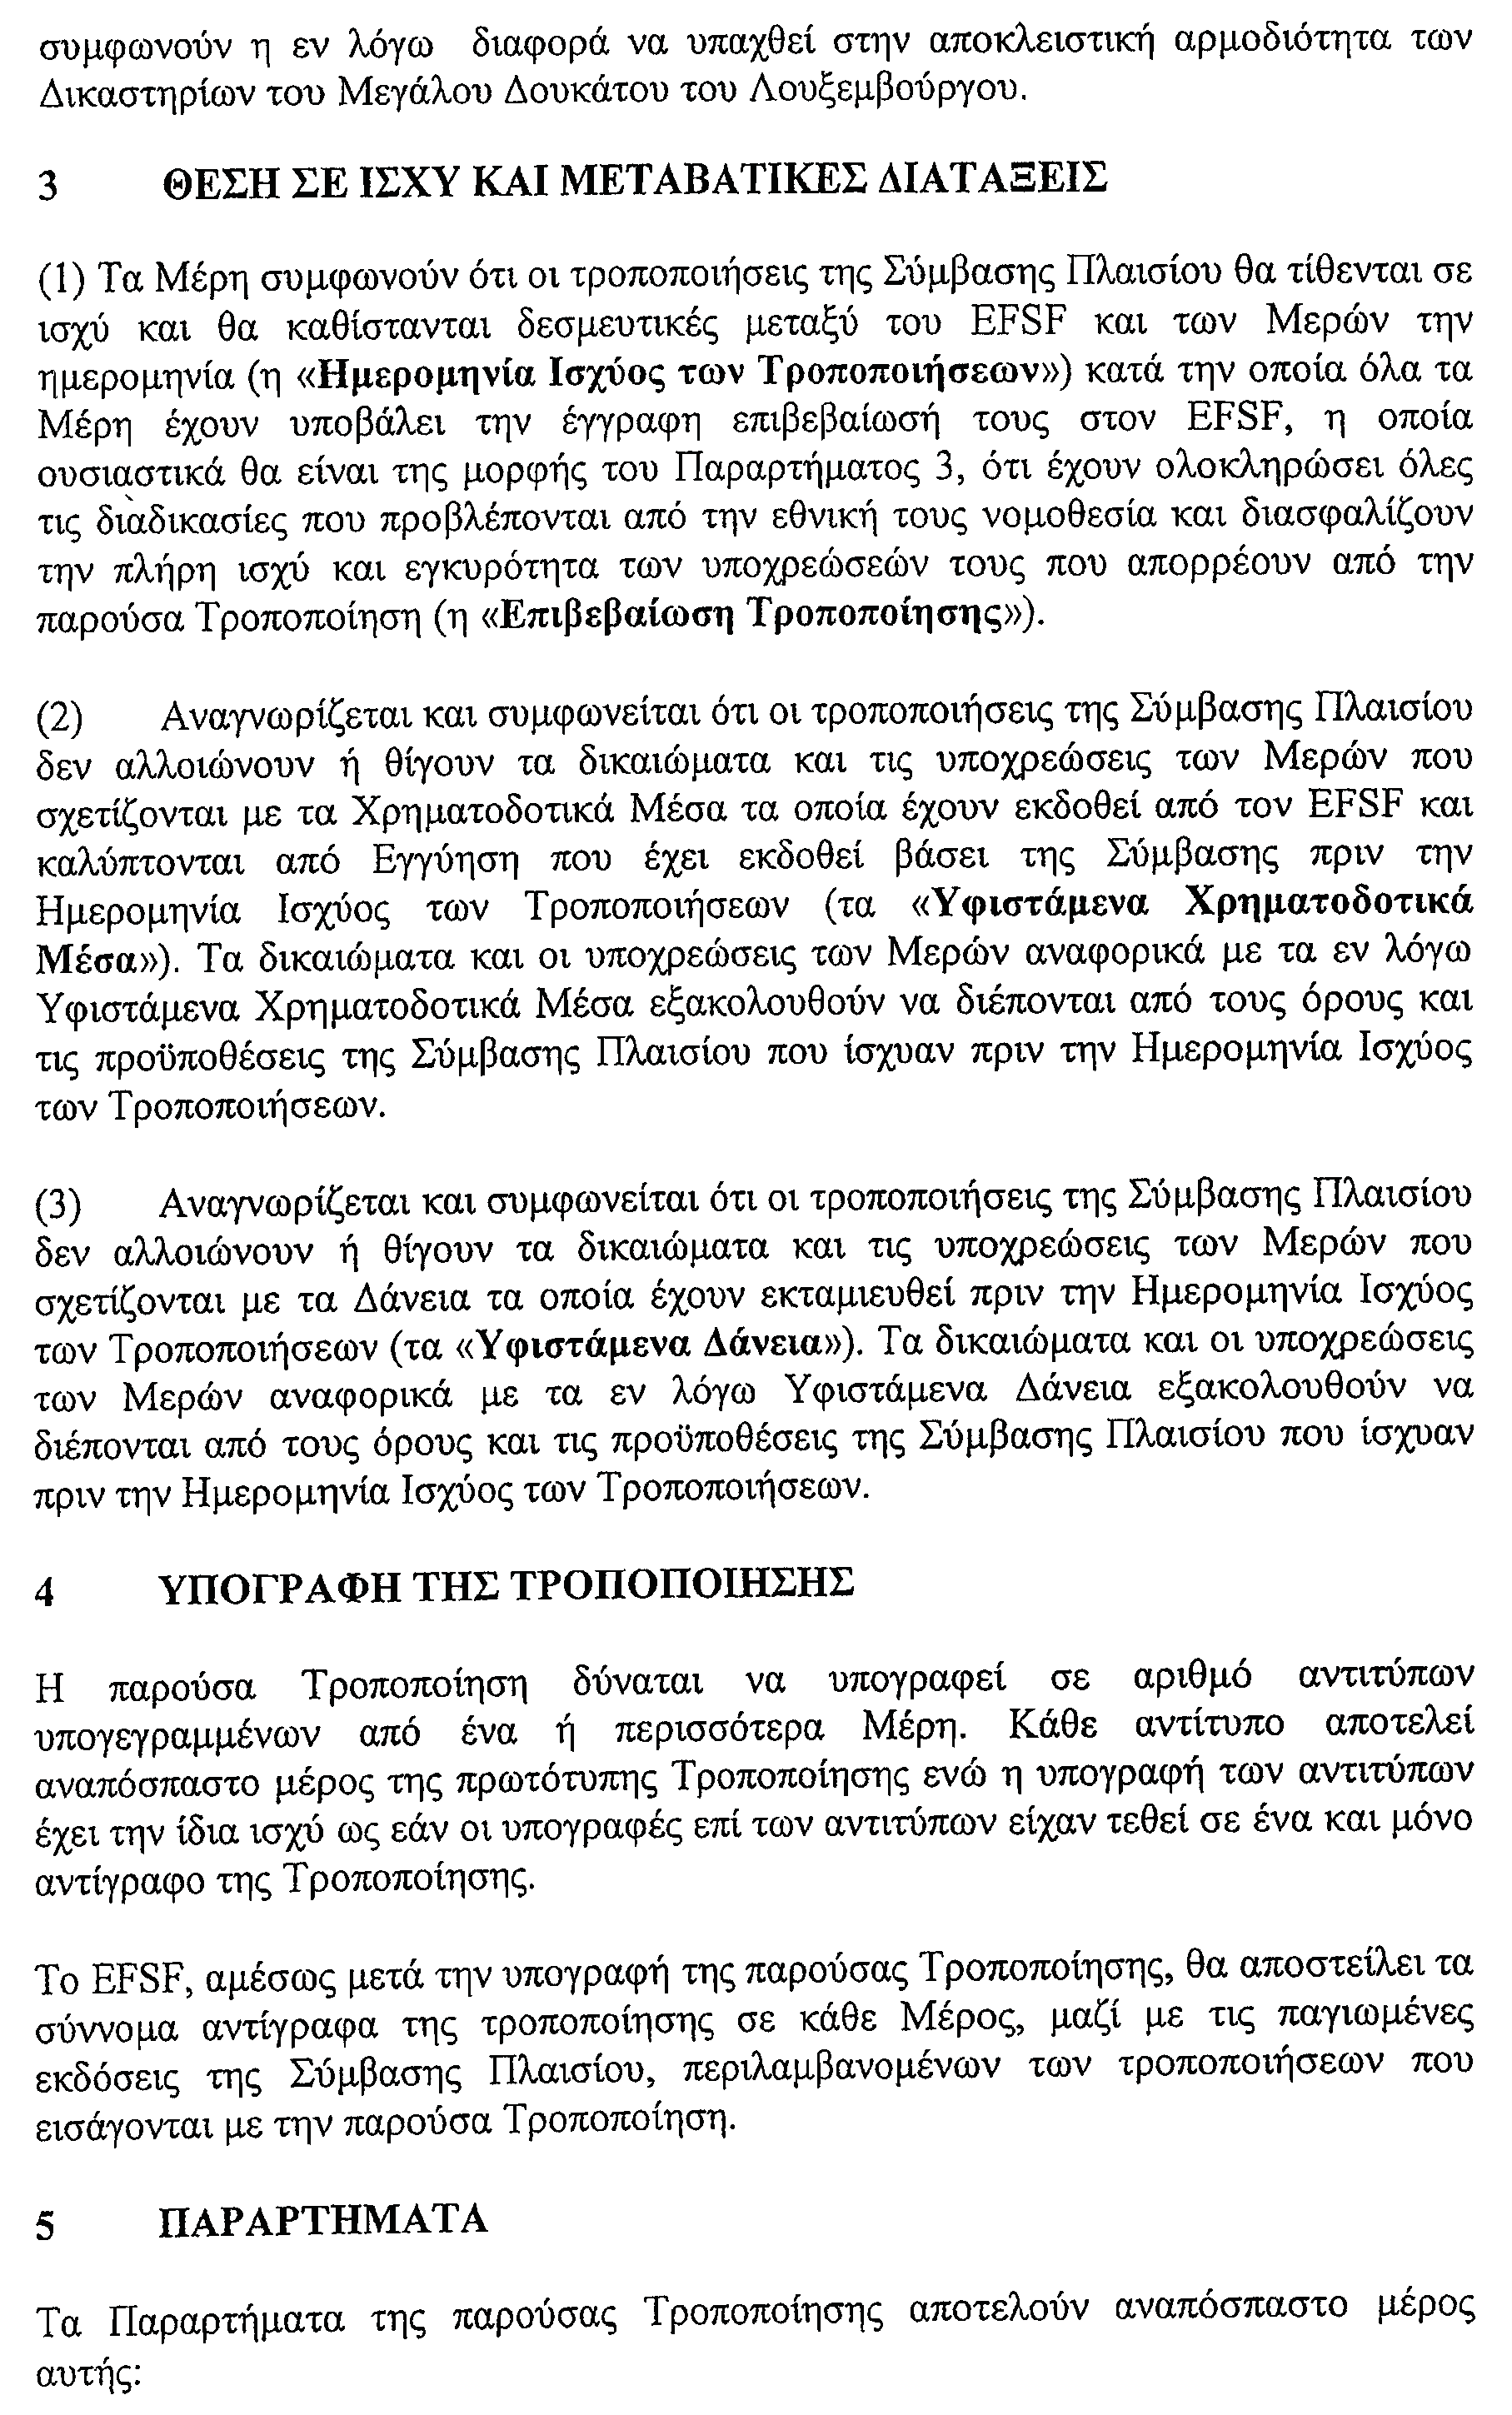 συμφωνούν η εν λόγω διαφορά να υπαχθεί στην αποκλειστική αρμοδιότητα των
Δικαστηρίων του Μεγάλου Δουκάτου του Λουξεμβούργου.
3 ΘΕΣΗ ΣΕ ΙΣΧΥ ΚΑΙ ΜΕΤΑΒΑΤΙΚΕΣ ΔΙΑΤΑΞΕΙΣ
(1) Τα Μέρη συμφωνούν ότι οι τροποποιήσεις της Σύμβασης Πλαισίου θα τίθενται σε
ισχύ και θα καθίστανται δεσμευτικές μεταξύ του EFSF και των Μερών την
ημερομηνία (η «Ημερομηνία Ισχύος των Τροποποιήσεων») κατά την οποία όλα τα
Μέρη έχουν υποβάλει την έγγραφη επιβεβαίωσή τους στον EFSF, η οποία
ουσιαστικά θα είναι της μορφής του Παραρτήματος 3, ότι έχουν ολοκληρώσει όλες
τις διαδικασίες που προβλέπονται από την εθνική τους νομοθεσία και διασφαλίζουν
την πλήρη ισχύ και εγκυρότητα των υποχρεώσεών τους που απορρέουν από την
παρούσα Τροποποίηση (η «Επιβεβαίωση Τροποποίησης»).
(2) Αναγνωρίζεται και συμφωνείται ότι οι τροποποιήσεις της Σύμβασης Πλαισίου
δεν αλλοιώνουν ή θίγουν τα δικαιώματα και τις υποχρεώσεις των Μερών που
σχετίζονται με τα Χρηματοδοτικά Μέσα τα οποία έχουν εκδοθεί από τον EFSF και
καλύπτονται από Εγγύηση που έχει εκδοθεί βάσει της Σύμβασης πριν την
Ημερομηνία Ισχύος των Τροποποιήσεων (τα «Υφιστάμενα Χρηματοδοτικά
Μέσα»). Τα δικαιώματα και οι υποχρεώσεις των Μερών αναφορικά με τα εν λόγω
Υφιστάμενα Χρηματοδοτικά Μέσα εξακολουθούν να διέπονται από τους όρους και
τις προϋποθέσεις της Σύμβασης Πλαισίου που ίσχυαν πριν την Ημερομηνία Ισχύος
των Τροποποιήσεων.
(3) Αναγνωρίζεται και συμφωνείται ότι οι τροποποιήσεις της Σύμβασης Πλαισίου
δεν αλλοιώνουν ή θίγουν τα δικαιώματα και τις υποχρεώσεις των Μερών που
σχετίζονται με τα Δάνεια τα οποία έχουν εκταμιευθεί πριν την Ημερομηνία Ισχύος
των Τροποποιήσεων (τα «Υφιστάμενα Δάνεια»). Τα δικαιώματα και οι υποχρεώσεις
των Μερών αναφορικά με τα εν λόγω Υφιστάμενα Δάνεια εξακολουθούν να
διέπονται από τους όρους και τις προϋποθέσεις της Σύμβασης Πλαισίου που ίσχυαν
πριν την Ημερομηνία Ισχύος των Τροποποιήσεων.
4 ΥΠΟΓΡΑΦΗ ΤΗΣ ΤΡΟΠΟΠΟΙΗΣΗΣ
Η παρούσα Τροποποίηση δύναται να υπογραφεί σε αριθμό αντιτύπων
υπογεγραμμένων από ένα ή περισσότερα Μέρη. Κάθε αντίτυπο αποτελεί
αναπόσπαστο μέρος της πρωτότυπης Τροποποίησης ενώ η υπογραφή των αντιτύπων
έχει την ίδια ισχύ ως εάν οι υπογραφές επί των αντιτύπων είχαν τεθεί σε ένα και μόνο
αντίγραφο της Τροποποίησης.
Το EFSF, αμέσως μετά την υπογραφή της παρούσας Τροποποίησης, θα αποστείλει τα
σύννομα αντίγραφα της τροποποίησης σε κάθε Μέρος, μαζί με τις παγιωμένες
εκδόσεις της Σύμβασης Πλαισίου, περιλαμβανομένων των τροποποιήσεων που
εισάγονται με την παρούσα Τροποποίηση.
5 ΠΑΡΑΡΤΗΜΑΤΑ
Τα Παραρτήματα της παρούσας Τροποποίησης αποτελούν αναπόσπαστο μέρος
αυτής: